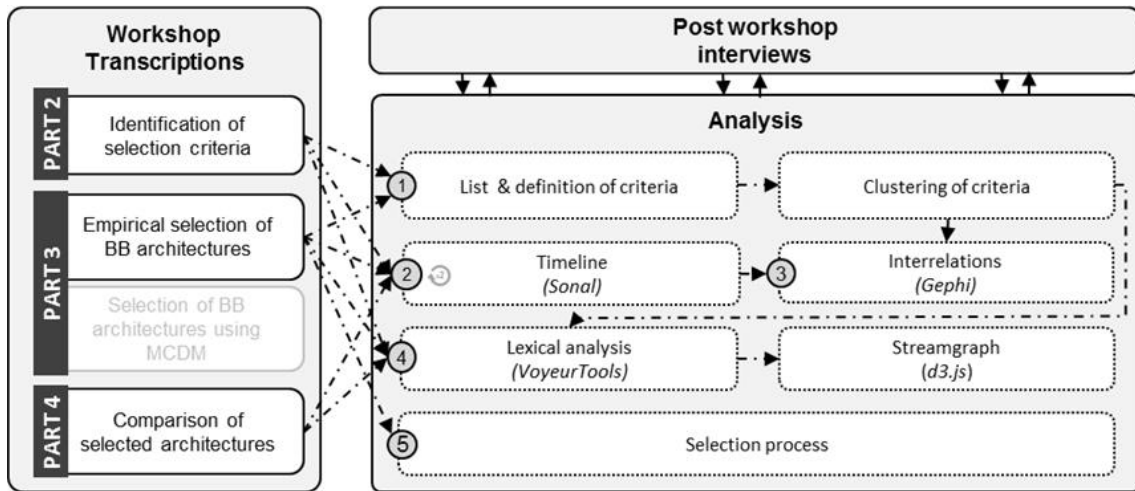 Workshop
Transcriptions
PART 2
Identification of
selection criteria
PART 3
Empirical selection of
BB architectures
Selection of BB
architectures using
MCDM
PART 4
Comparison of
selected architectures
Post workshop
interviews
Analysis
1
List & definition of criteria
Clustering of criteria
2
Timeline
(Sonal)
3
Interrelations
(Gephi)
4
Lexical analysis
(VoyeurTools)
Streamgraph
(d3.js)
5
Selection process